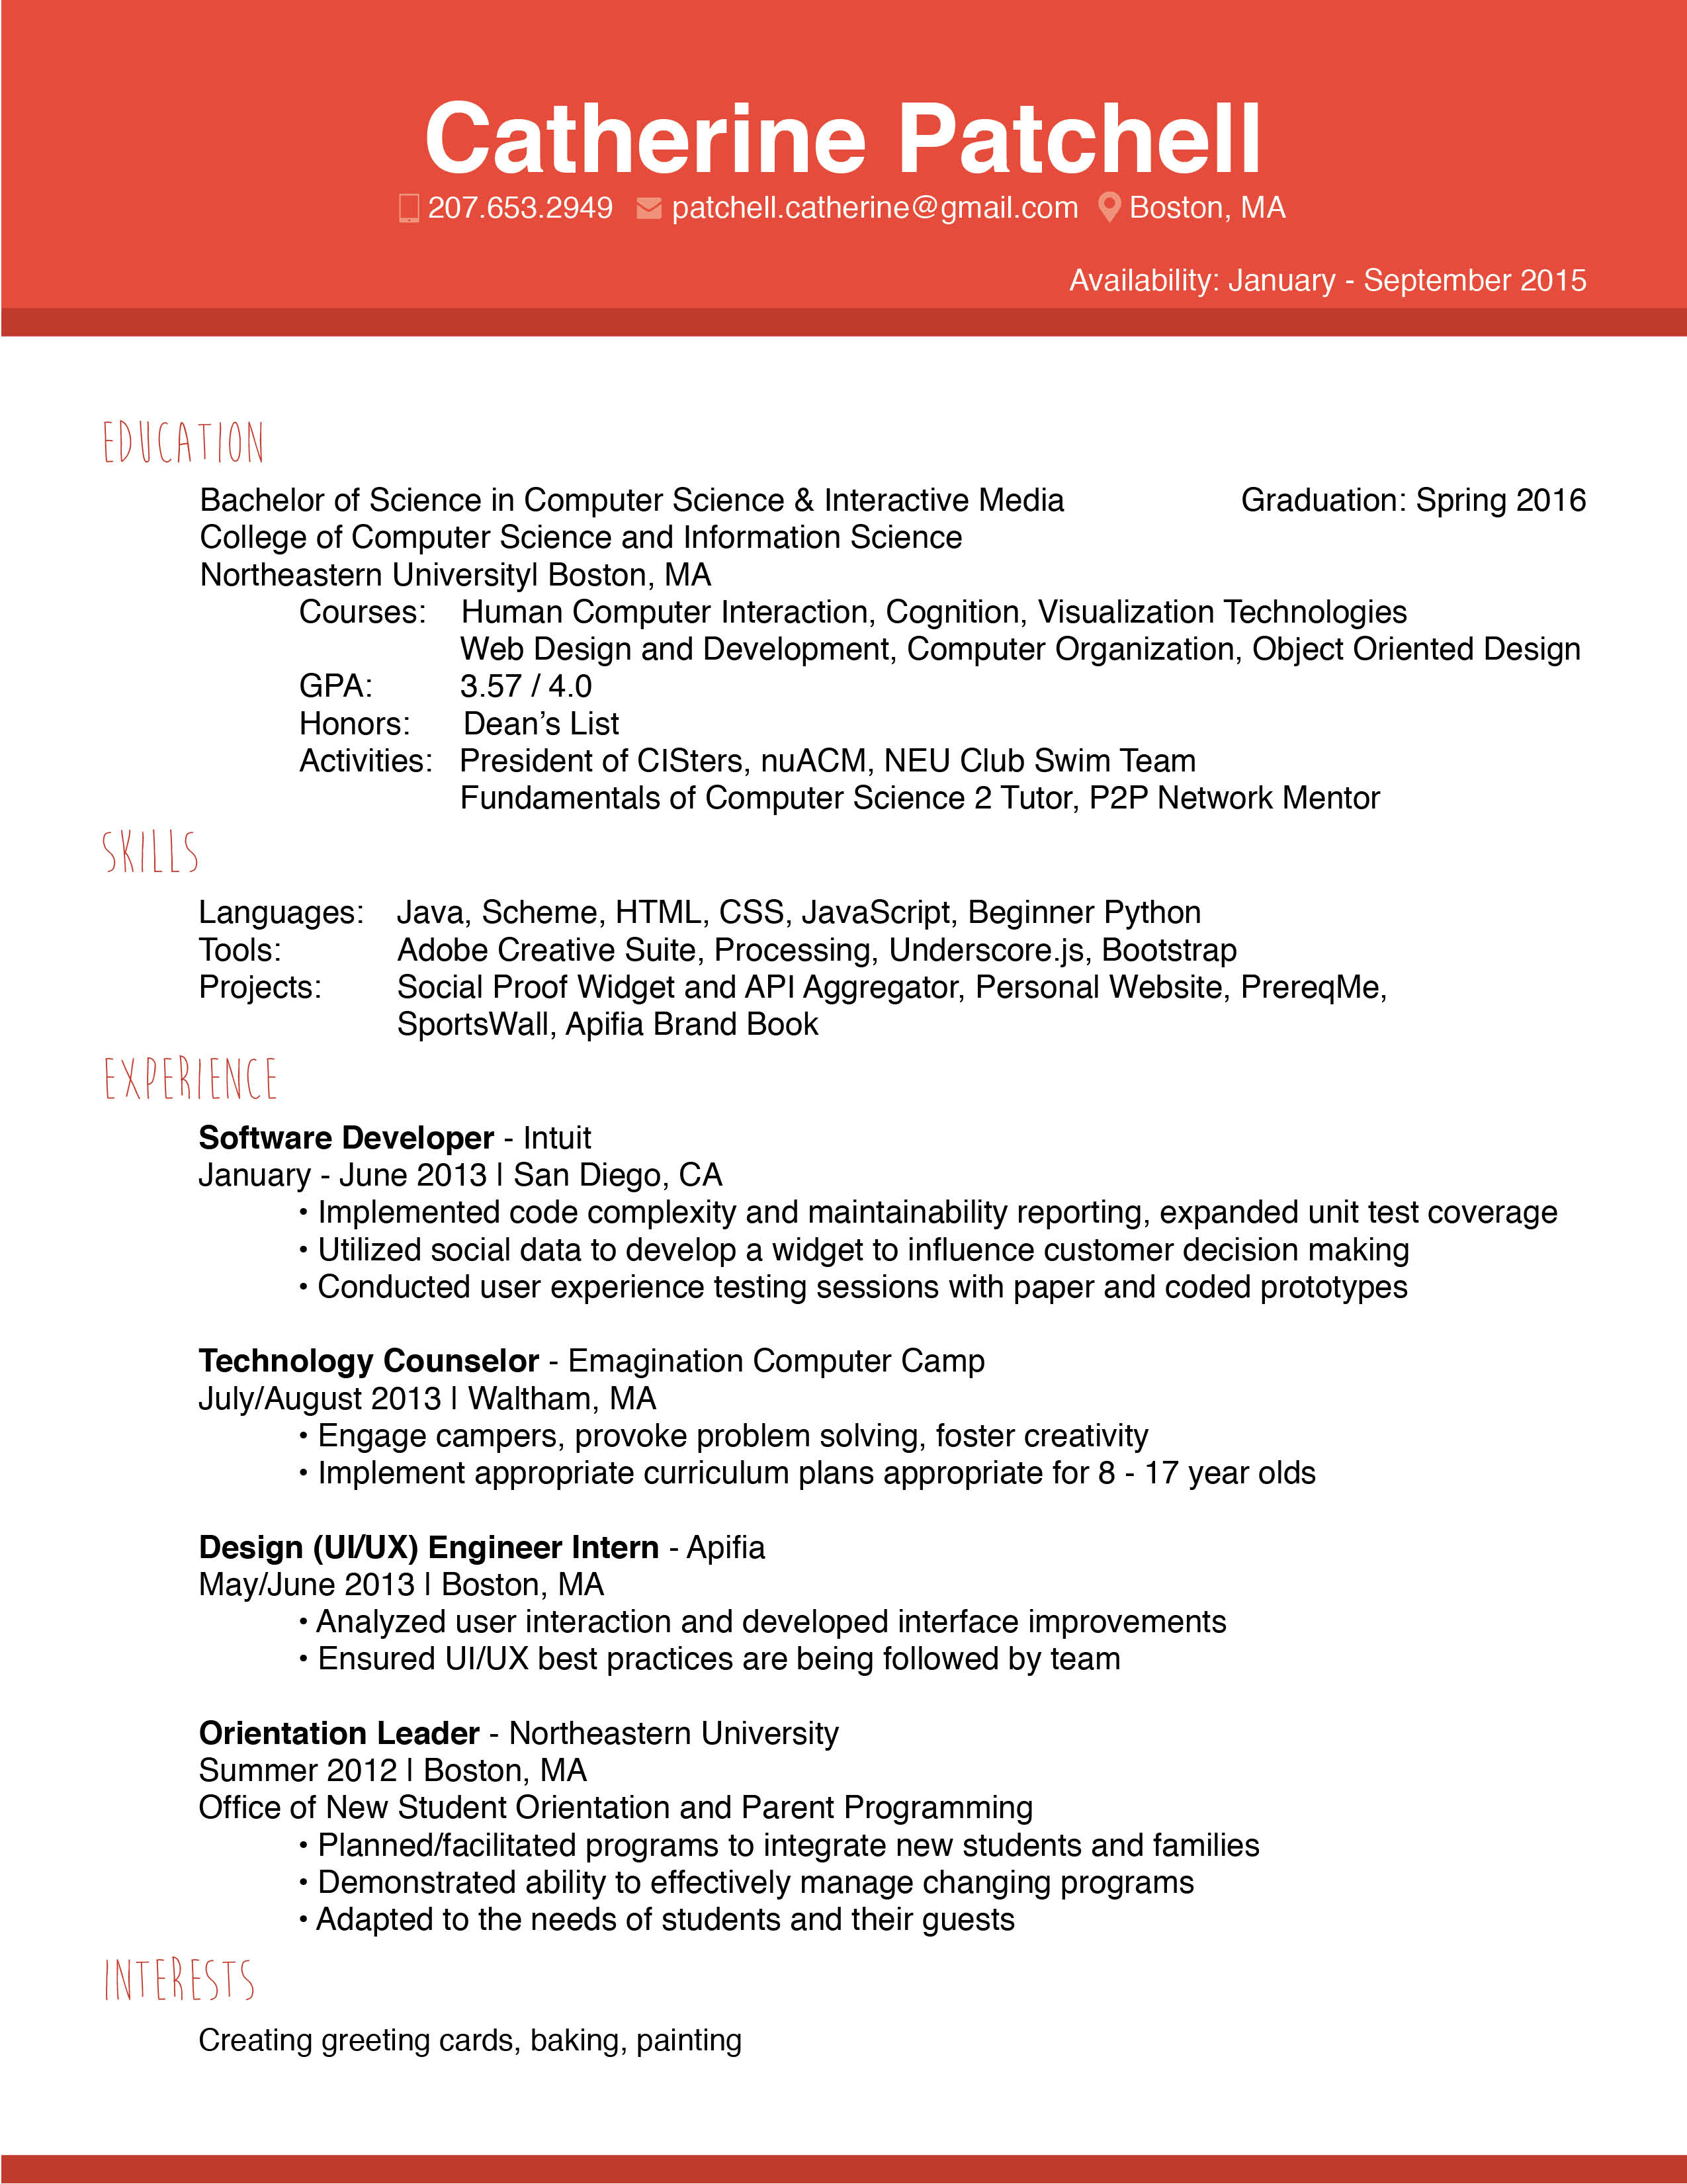 Catherine Patchell
207.653.2949 patchell.catherine@gmail.com Boston, MA
Availability: January - September 2015
EDUCATION
Bachelor of Science in Computer Science & Interactive Media Graduation: Spring 2016
College of Computer Science and Information Science
Northeastern Universityl Boston, MA
Courses: Human Computer Interaction, Cognition, Visualization Technologies
Web Design and Development, Computer Organization, Object Oriented Design
GPA: 3.57 / 4.0
Honors: Dean’s List
Activities: President of CISters, nuACM, NEU Club Swim Team
Fundamentals of Computer Science 2 Tutor, P2P Network Mentor
SKILLS
Languages: Java, Scheme, HTML, CSS, JavaScript, Beginner Python
Tools: Adobe Creative Suite, Processing, Underscore.js, Bootstrap
Projects: Social Proof Widget and API Aggregator, Personal Website, PrereqMe,
SportsWall, Apifia Brand Book
EXPERIENCE
Software Developer - Intuit
January - June 2013 | San Diego, CA
• Implemented code complexity and maintainability reporting, expanded unit test coverage
• Utilized social data to develop a widget to influence customer decision making
• Conducted user experience testing sessions with paper and coded prototypes
Technology Counselor - Emagination Computer Camp
July/August 2013 | Waltham, MA
• Engage campers, provoke problem solving, foster creativity
• Implement appropriate curriculum plans appropriate for 8 - 17 year olds
Design (UI/UX) Engineer Intern - Apifia
May/June 2013 | Boston, MA
• Analyzed user interaction and developed interface improvements
• Ensured UI/UX best practices are being followed by team
Orientation Leader - Northeastern University
Summer 2012 | Boston, MA
Office of New Student Orientation and Parent Programming
• Planned/facilitated programs to integrate new students and families
• Demonstrated ability to effectively manage changing programs
• Adapted to the needs of students and their guests
INTERESTS
Creating greeting cards, baking, painting